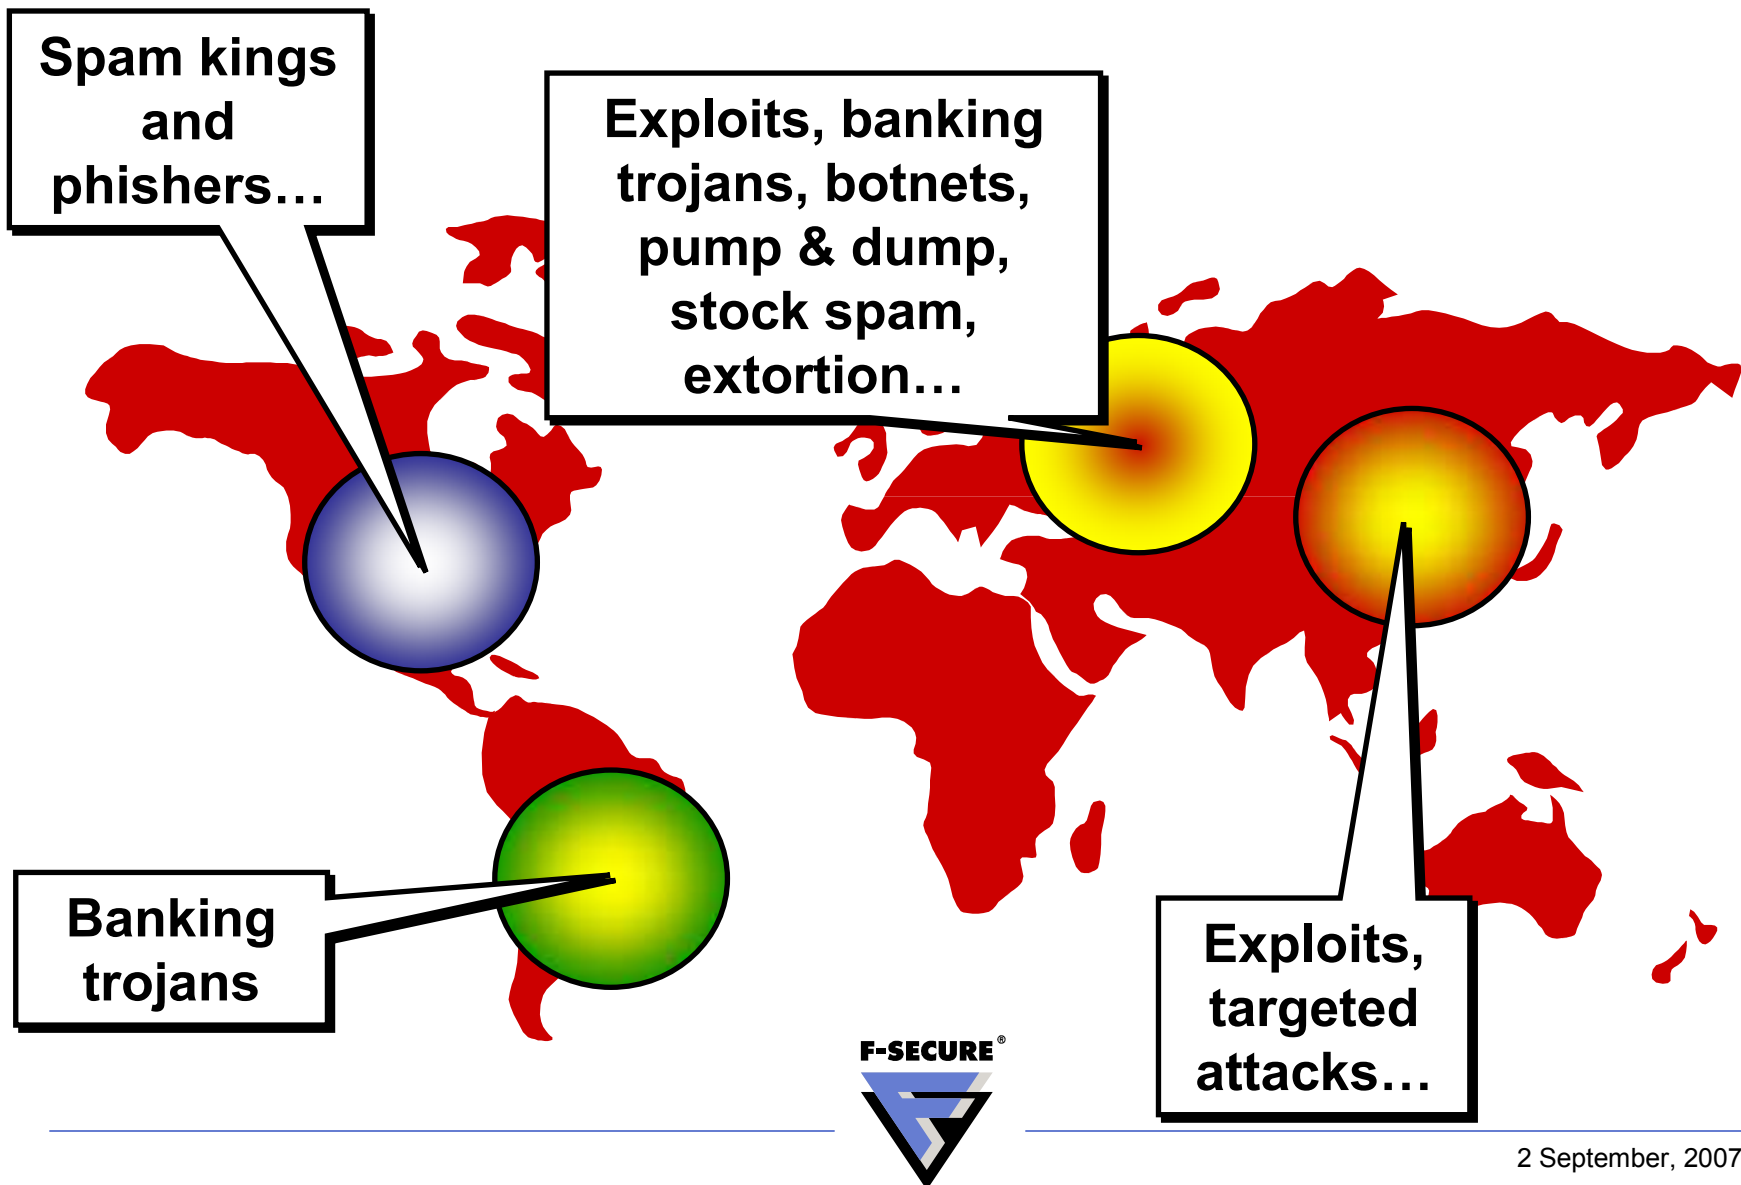 Spam kings
and
phishers…
Exploits, banking
trojans, botnets,
pump & dump,
stock spam,
extortion…
Banking
trojans
Exploits,
targeted
attacks…
F-SECURE®
2 September, 2007